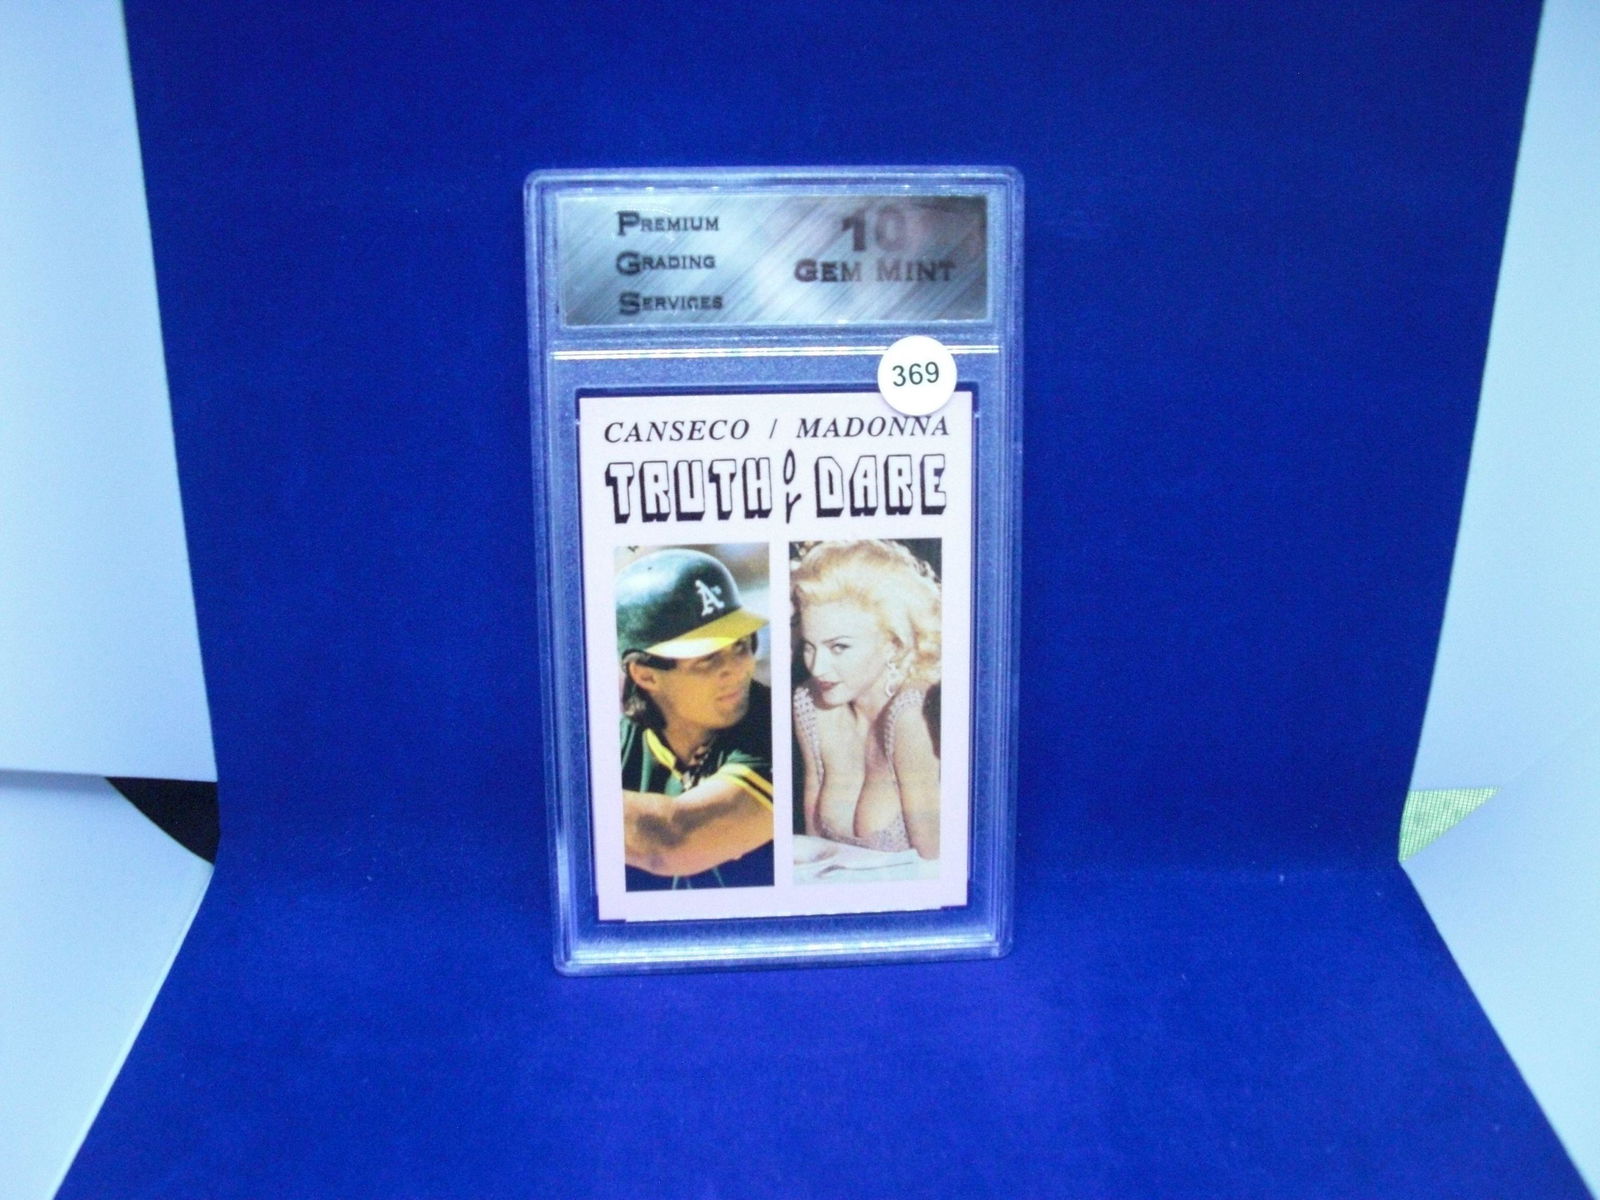 PREMIUM
GRADING
SERVICES
10
GEM MINT
369
CANSECO / MADONNA
TRUTH or DARE
A's